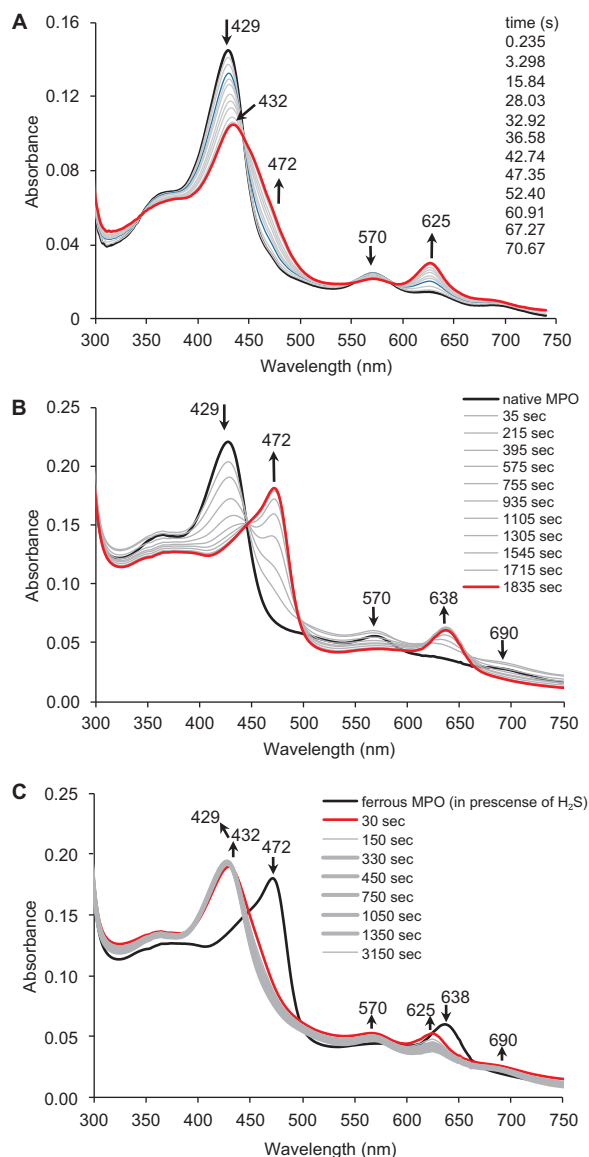 A
time (s)
0.235
3.298
15.84
28.03
32.92
36.58
42.74
47.35
52.40
60.91
67.27
70.67
429
432
472
570
625
0.16
0.12
0.08
0.04
0
Absorbance
300 350 400 450 500 550 600 650 700 750
Wavelength (nm)
B
native MPO
35 sec
215 sec
395 sec
575 sec
755 sec
935 sec
1105 sec
1305 sec
1545 sec
1715 sec
1835 sec
429
472
570
638
690
0.25
0.20
0.15
0.10
0.05
0.00
Absorbance
300 350 400 450 500 550 600 650 700 750
Wavelength (nm)
C
ferrous MPO (in prescense of H₂S)
30 sec
150 sec
330 sec
450 sec
750 sec
1050 sec
1350 sec
3150 sec
429
432
472
570
625
638
690
0.25
0.20
0.15
0.10
0.05
0.00
Absorbance
300 350 400 450 500 550 600 650 700 750
Wavelength (nm)